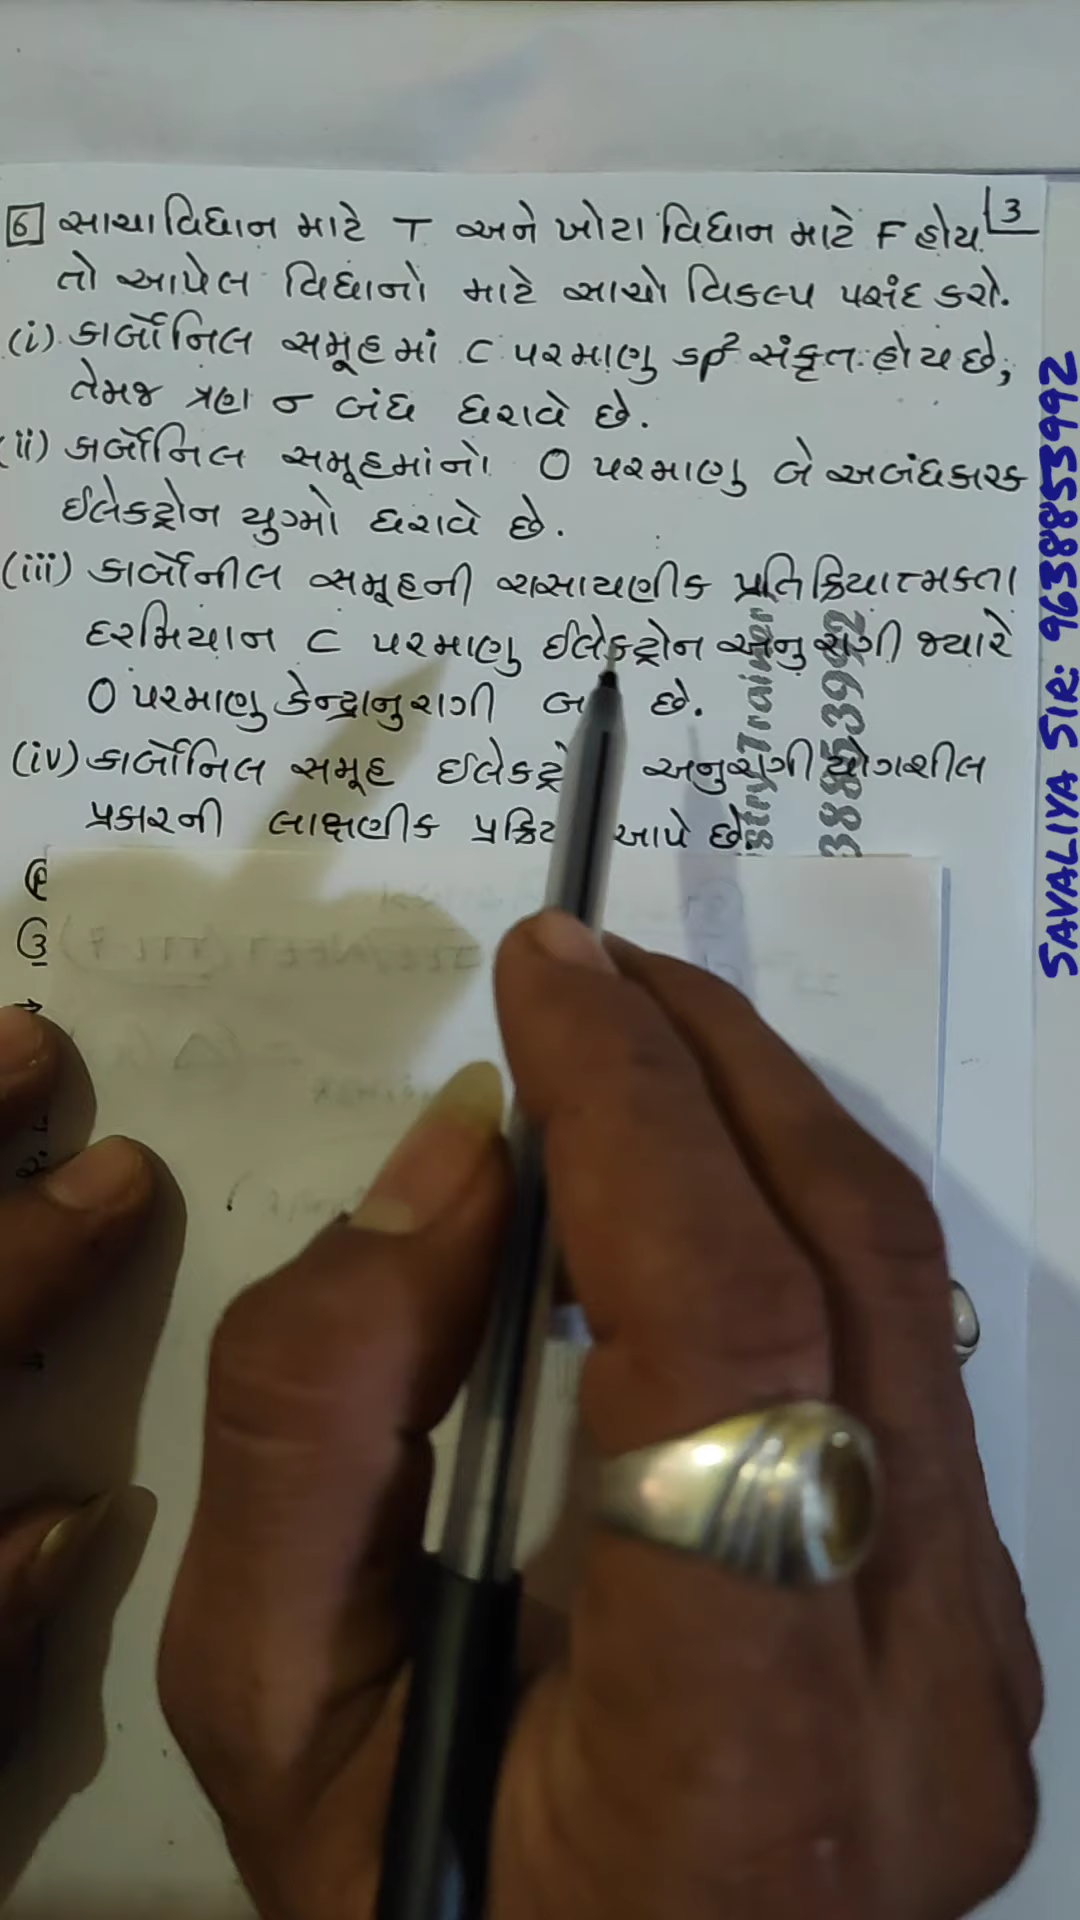 6 સાચા વિધાન માટે T અને ખોટા વિધાન માટે F હોય
3
તો આપેલ વિધાનો માટે સાચો વિકલ્પ પસંદ કરો.
(i) કાર્બોનિલ સમૂહમાં C પરમાણુ sp² સંકૃત હોય છે,
તેમજ ત્રણ σ બંધ ધરાવે છે.
(ii) કાર્બોનિલ સમૂહમાંનો O પરમાણુ બે અબંધકારક
ઈલેક્ટ્રોન યુગ્મો ધરાવે છે.
(iii) કાર્બોનીલ સમૂહની રાસાયણીક પ્રતિક્રિયાત્મકતા
દરમિયાન C પરમાણુ ઈલેક્ટ્રોન અનુરાગી જ્યારે
O પરમાણુ કેન્દ્રાનુરાગી છે.
(iv) કાર્બોનિલ સમૂહ અનુરાગી યોગશીલ
પ્રકારની લાક્ષણીક આપે છે.
SAVALIYA SIR: 9638853992